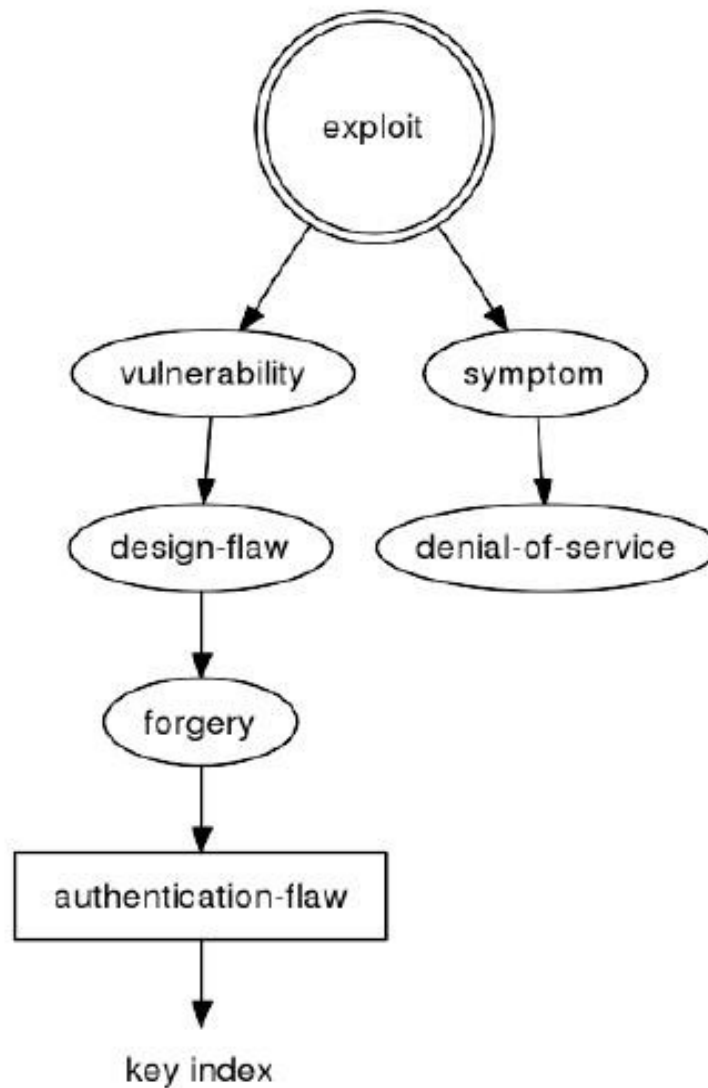 exploit
vulnerability
symptom
design-flaw
denial-of-service
forgery
authentication-flaw
key index